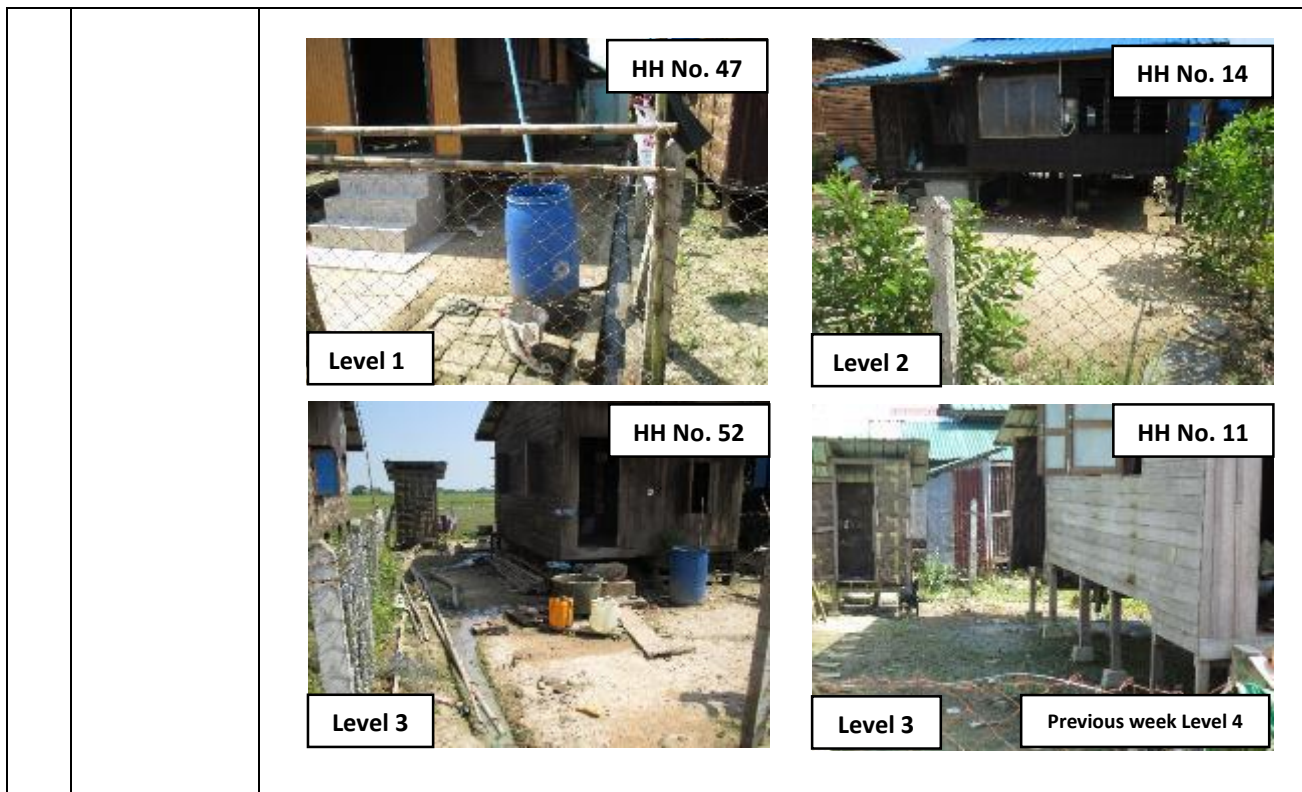 HH No. 47
Level 1
HH No. 14
Level 2
HH No. 52
Level 3
HH No. 11
Level 3
Previous week Level 4